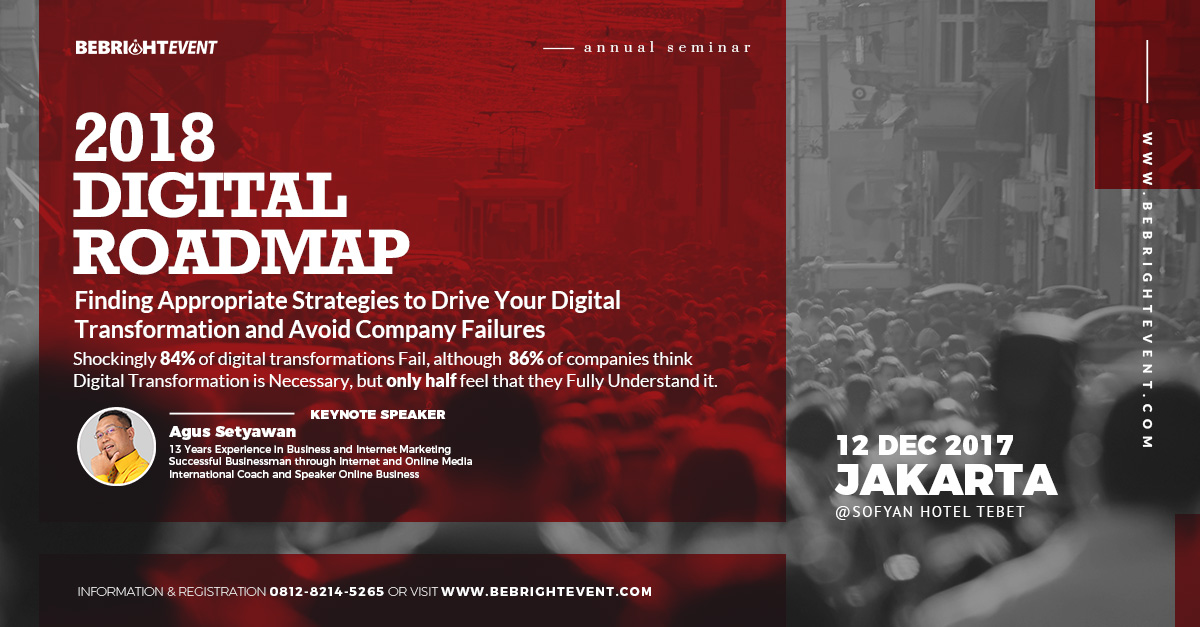 BEBRIGHTEVENT
annual seminar
2018
DIGITAL
ROADMAP
Finding Appropriate Strategies to Drive Your Digital
Transformation and Avoid Company Failures
Shockingly 84% of digital transformations Fail, although 86% of companies think
Digital Transformation is Necessary, but only half feel that they Fully Understand it.
KEYNOTE SPEAKER
Agus Setyawan
13 Years Experience in Business and Internet Marketing
Successful Businessman through Internet and Online Media
International Coach and Speaker Online Business
INFORMATION & REGISTRATION 0812-8214-5265 OR VISIT WWW.BEBRIGHTEVENT.COM
12 DEC 2017
JAKARTA
@SOFYAN HOTEL TEBET
WWW.BEBRIGHTEVENT.COM